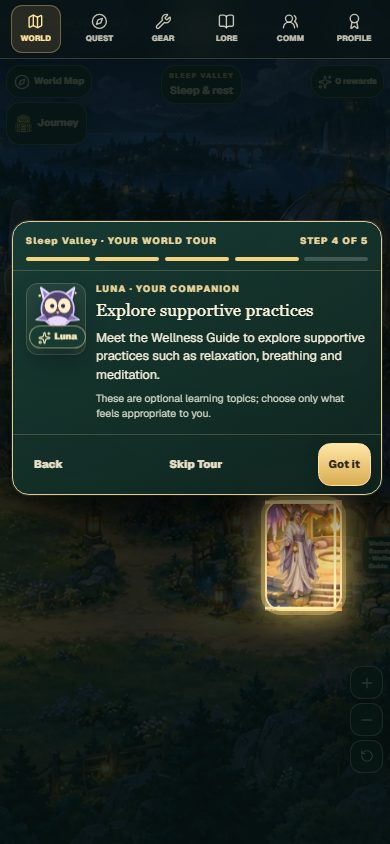 WORLD
QUEST
GEAR
LORE
COMM
PROFILE
World Map
SLEEP VALLEY
Sleep & rest
0 rewards
Journey
Sleep Valley · YOUR WORLD TOUR
STEP 4 OF 5
LUNA · YOUR COMPANION
Explore supportive practices
Luna
Meet the Wellness Guide to explore supportive
practices such as relaxation, breathing and
meditation.
These are optional learning topics; choose only what
feels appropriate to you.
Back
Skip Tour
Got it